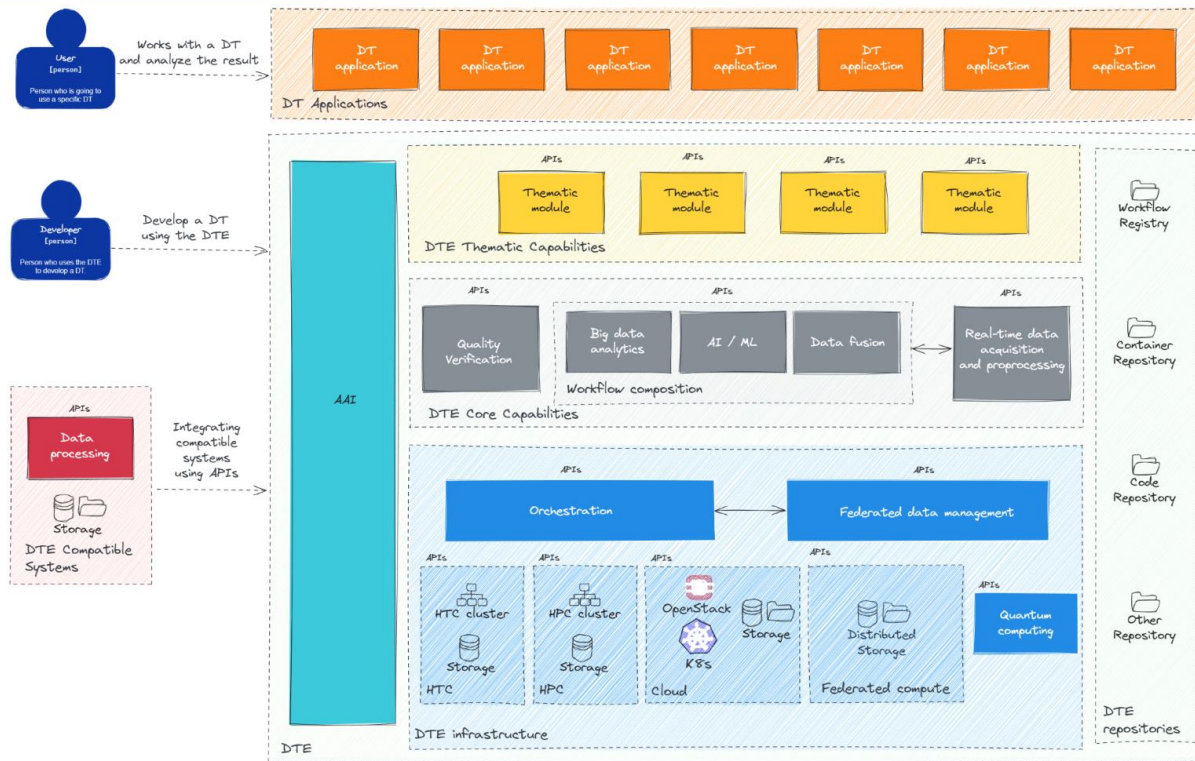 User
[person]
Person who is going to
use a specific DT
Works with a DT
and analyze the result
DT
application
DT
application
DT
application
DT
application
DT
application
DT
application
DT
application
DT Applications
Developer
[person]
Person who uses the DTE
to develop a DT.
Develop a DT
using the DTE
APIs
Data
processing
Storage
DTE Compatible
Systems
Integrating
compatible
systems
using APIs
AAI
DTE
APIs
APIs
APIs
APIs
Thematic
module
Thematic
module
Thematic
module
Thematic
module
DTE Thematic Capabilities
APIs
APIs
APIs
Quality
Verification
Big data
analytics
AI / ML
Data fusion
Workflow composition
Real-time data
acquisition
and proprocessing
DTE Core Capabilities
APIs
APIs
Orchestration
Federated data management
APIs
HTC cluster
Storage
HTC
APIs
HPC cluster
Storage
HPC
APIs
OpenStack
K8s
Storage
Cloud
APIs
Distributed
Storage
Federated compute
APIs
Quantum
computing
DTE infrastructure
Workflow
Registry
Container
Repository
Code
Repository
Other
Repository
DTE
repositories